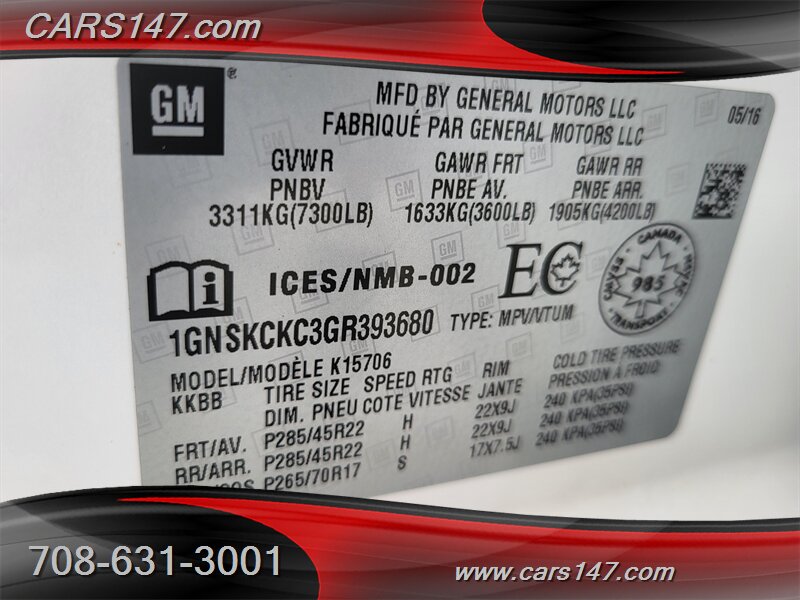 CARS147.com
GM
MFD BY GENERAL MOTORS LLC
FABRIQUÉ PAR GENERAL MOTORS LLC
05/16
GVWR GAWR FRT GAWR RR
PNBV PNBE AV. PNBE ARR.
3311KG(7300LB) 1633KG(3600LB) 1905KG(4200LB)
ICES/NMB-002 EC
CANADA
985
TRANSPORT
1GNSKCKC3GR393680 TYPE: MPV/VTUM
MODEL/MODÈLE K15706
KKBB TIRE SIZE SPEED RTG RIM COLD TIRE PRESSURE
DIM. PNEU COTE VITESSE JANTE PRESSION À FROID
FRT/AV. P285/45R22 H 22X9J 240 KPA(35PSI)
RR/ARR. P285/45R22 H 22X9J 240 KPA(35PSI)
P265/70R17 S 17X7.5J 240 KPA(35PSI)
708-631-3001
www.cars147.com